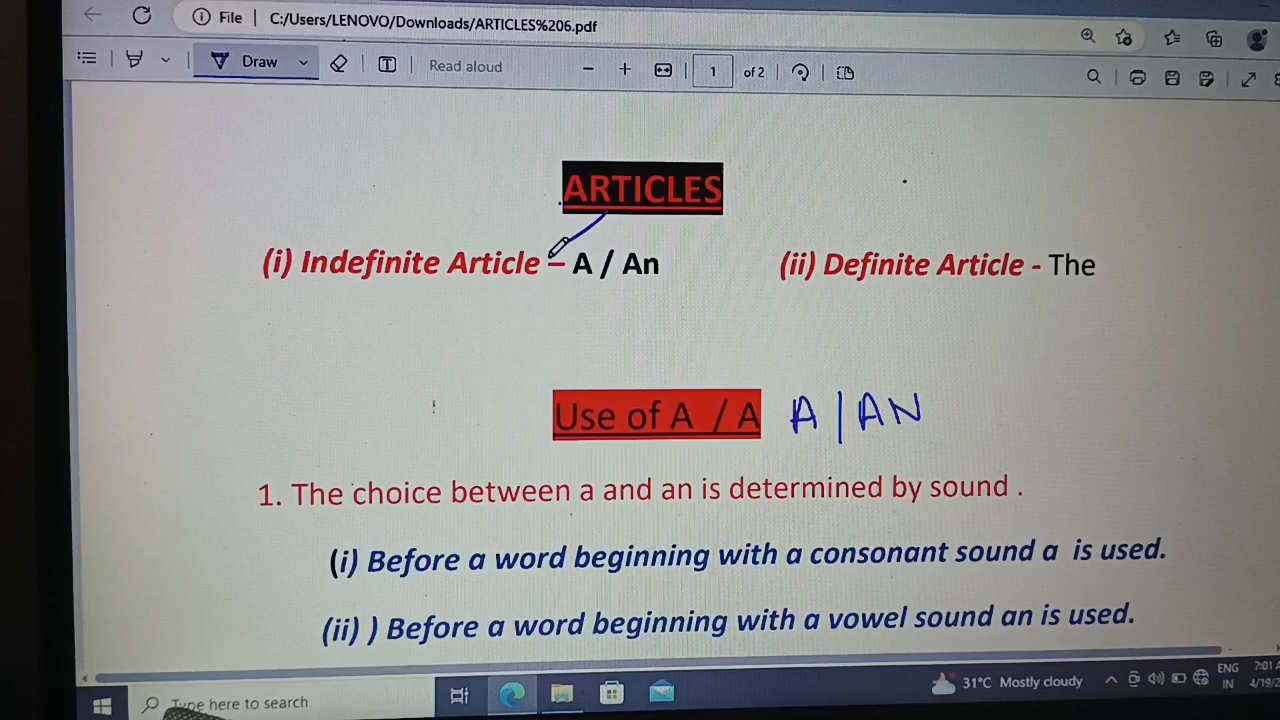 File | C:/Users/LENOVO/Downloads/ARTICLES%206.pdf
Draw Read aloud 1 of 2
ARTICLES
(i) Indefinite Article – A / An (ii) Definite Article - The
Use of A / A A | AN
1. The choice between a and an is determined by sound .
(i) Before a word beginning with a consonant sound a is used.
(ii) ) Before a word beginning with a vowel sound an is used.
Type here to search 31°C Mostly cloudy ENG IN 7:01